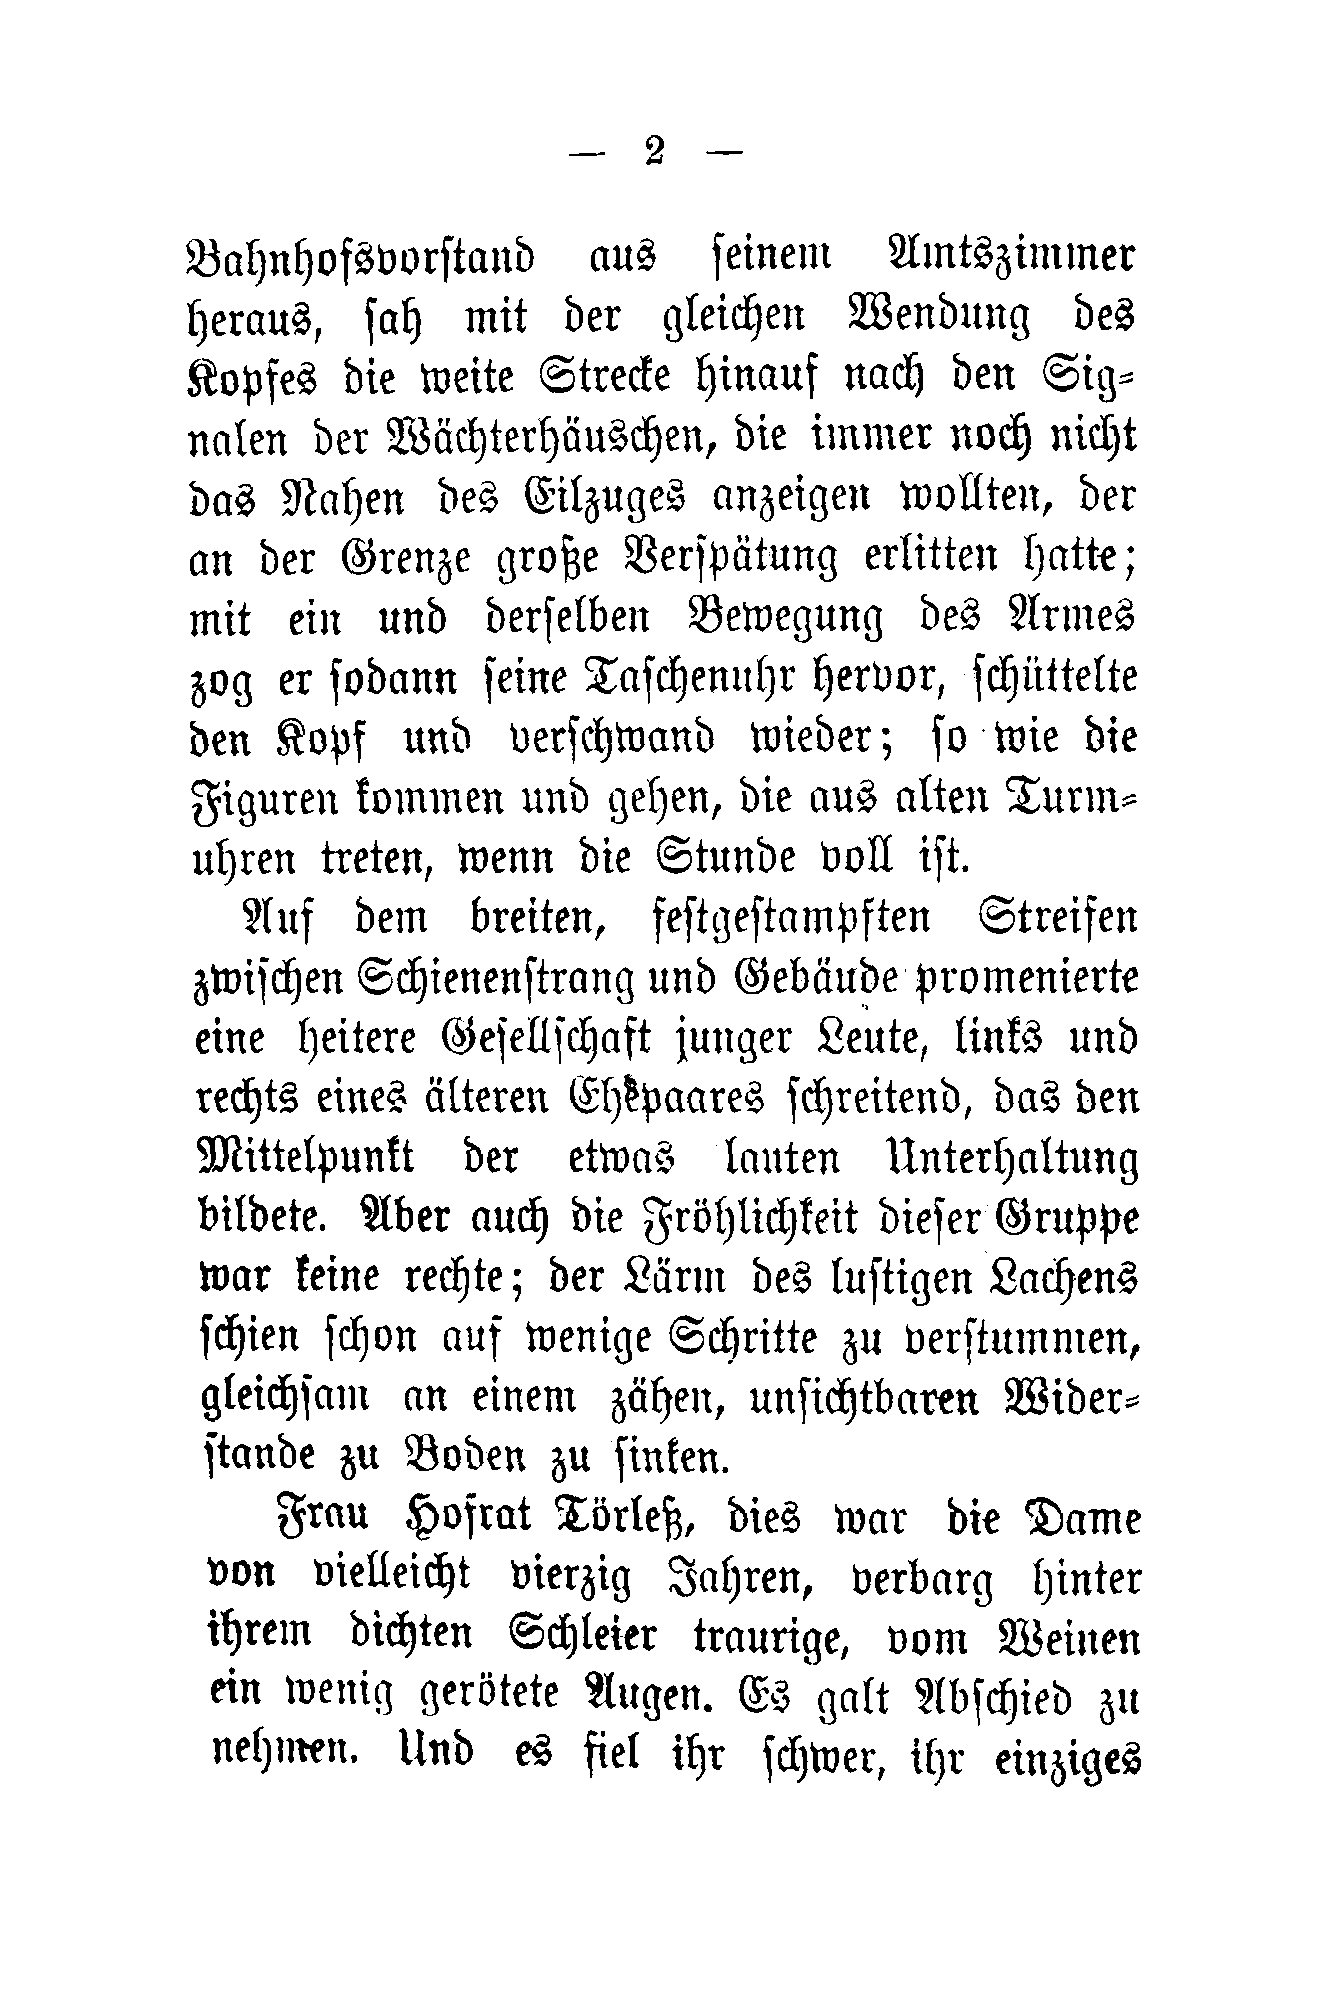 — 2 —
Bahnhofsvorstand aus seinem Amtszimmer
heraus, sah mit der gleichen Wendung des
Kopfes die weite Strecke hinauf nach den Sig-
nalen der Wächterhäuschen, die immer noch nicht
das Nahen des Eilzuges anzeigen wollten, der
an der Grenze große Verspätung erlitten hatte;
mit ein und derselben Bewegung des Armes
zog er sodann seine Taschenuhr hervor, schüttelte
den Kopf und verschwand wieder; so wie die
Figuren kommen und gehen, die aus alten Turm-
uhren treten, wenn die Stunde voll ist.
Auf dem breiten, festgestampften Streifen
zwischen Schienenstrang und Gebäude promenierte
eine heitere Gesellschaft junger Leute, links und
rechts eines älteren Ehepaares schreitend, das den
Mittelpunkt der etwas lauten Unterhaltung
bildete. Aber auch die Fröhlichkeit dieser Gruppe
war keine rechte; der Lärm des lustigen Lachens
schien schon auf wenige Schritte zu verstummen,
gleichsam an einem zähen, unsichtbaren Wider-
stande zu Boden zu sinken.
Frau Hofrat Törleß, dies war die Dame
von vielleicht vierzig Jahren, verbarg hinter
ihrem dichten Schleier traurige, vom Weinen
ein wenig gerötete Augen. Es galt Abschied zu
nehmen. Und es fiel ihr schwer, ihr einziges